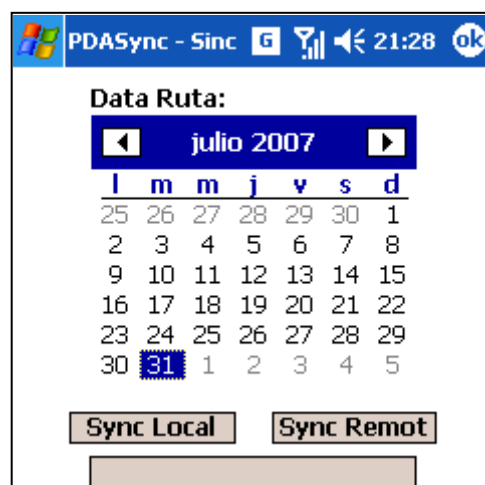 PDASync - Sinc G 21:28 ok
Data Ruta:
julio 2007
l m m j v s d
25 26 27 28 29 30 1
2 3 4 5 6 7 8
9 10 11 12 13 14 15
16 17 18 19 20 21 22
23 24 25 26 27 28 29
30 31 1 2 3 4 5
Sync Local Sync Remot